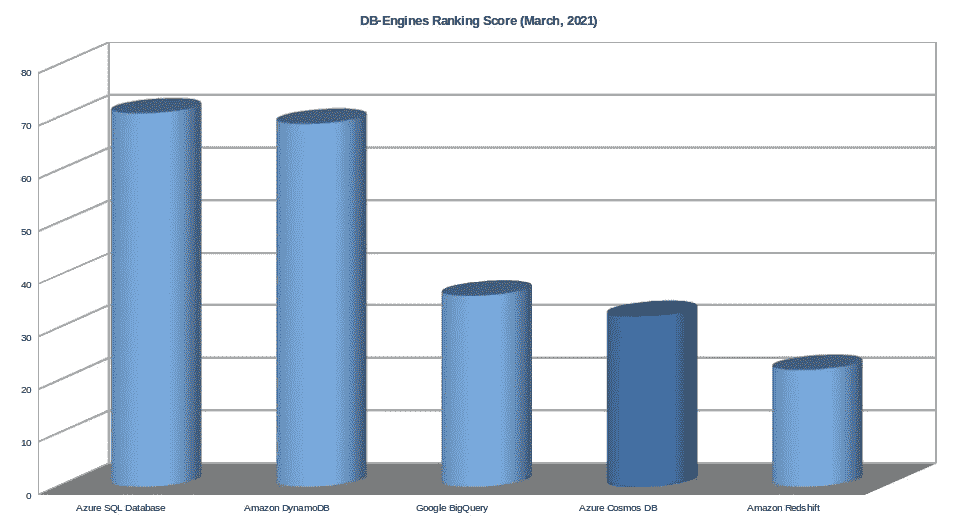 DB-Engines Ranking Score (March, 2021)
80
70
60
50
40
30
20
10
0
Azure SQL Database
Amazon DynamoDB
Google BigQuery
Azure Cosmos DB
Amazon Redshift